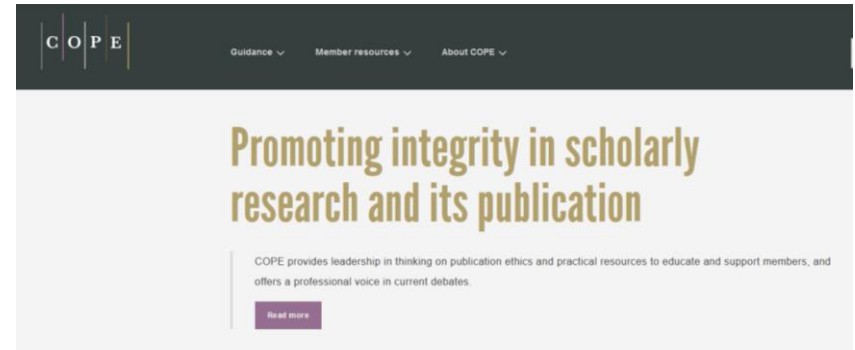 COPE
Guidance
Member resources
About COPE
Promoting integrity in scholarly
research and its publication
COPE provides leadership in thinking on publication ethics and practical resources to educate and support members, and
offers a professional voice in current debates.
Read more